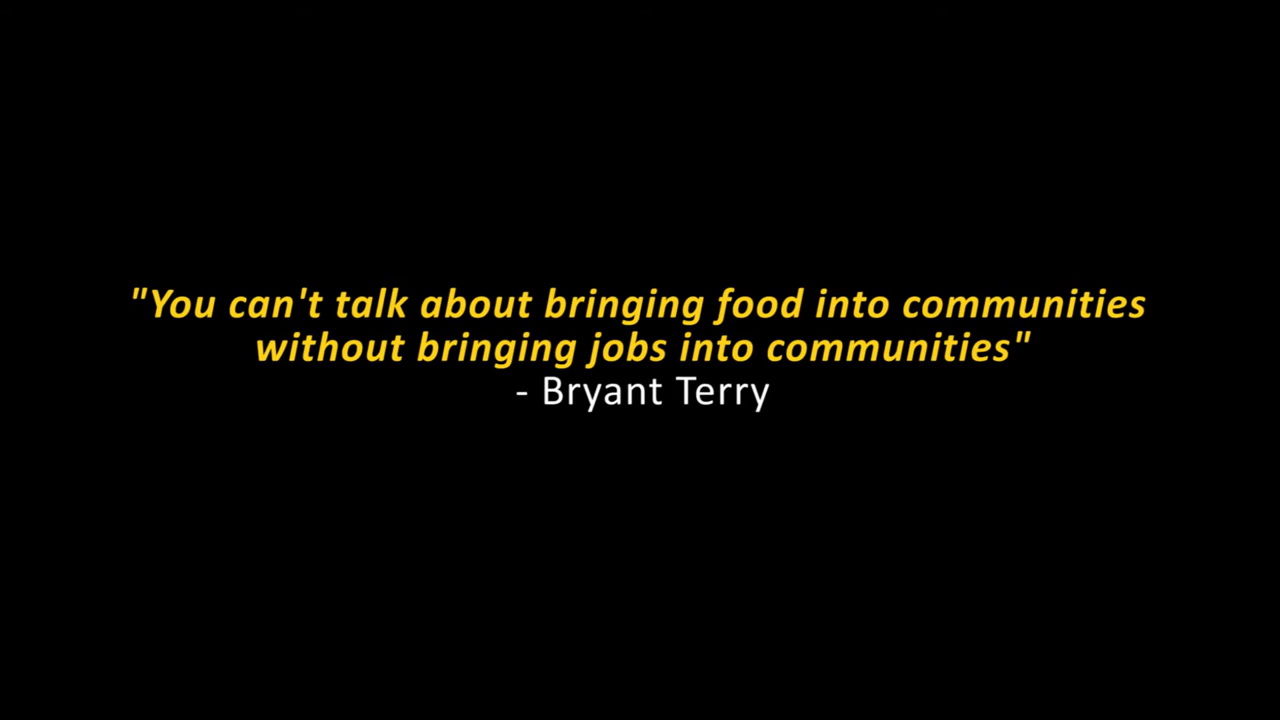 "You can't talk about bringing food into communities
without bringing jobs into communities"
- Bryant Terry